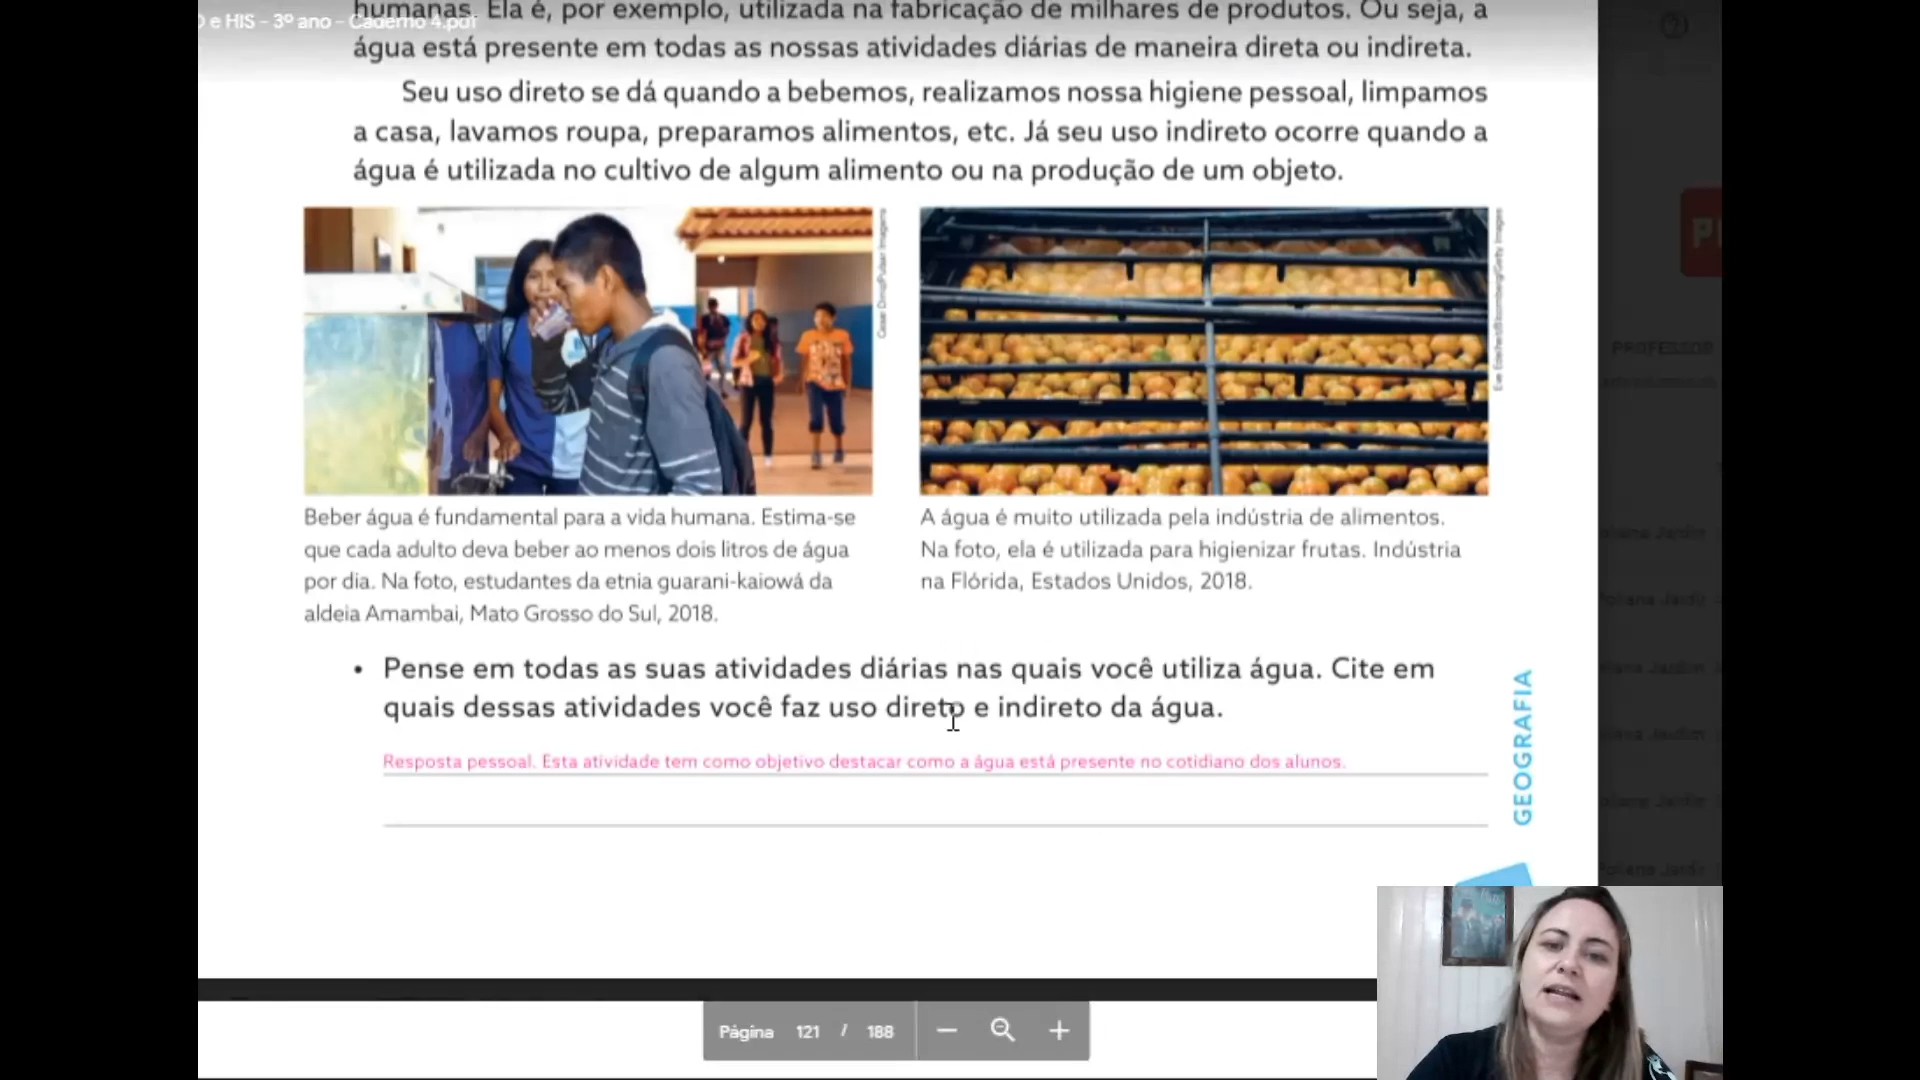 e HIS - 3º ano - Caderno 4.pdf
humanas. Ela é, por exemplo, utilizada na fabricação de milhares de produtos. Ou seja, a
água está presente em todas as nossas atividades diárias de maneira direta ou indireta.
Seu uso direto se dá quando a bebemos, realizamos nossa higiene pessoal, limpamos
a casa, lavamos roupa, preparamos alimentos, etc. Já seu uso indireto ocorre quando a
água é utilizada no cultivo de algum alimento ou na produção de um objeto.
Beber água é fundamental para a vida humana. Estima-se
que cada adulto deva beber ao menos dois litros de água
por dia. Na foto, estudantes da etnia guarani-kaiowá da
aldeia Amambai, Mato Grosso do Sul, 2018.
A água é muito utilizada pela indústria de alimentos.
Na foto, ela é utilizada para higienizar frutas. Indústria
na Flórida, Estados Unidos, 2018.
• Pense em todas as suas atividades diárias nas quais você utiliza água. Cite em
quais dessas atividades você faz uso direto e indireto da água.
Resposta pessoal. Esta atividade tem como objetivo destacar como a água está presente no cotidiano dos alunos.
GEOGRAFIA
PROFESSOR
Página 121 / 188